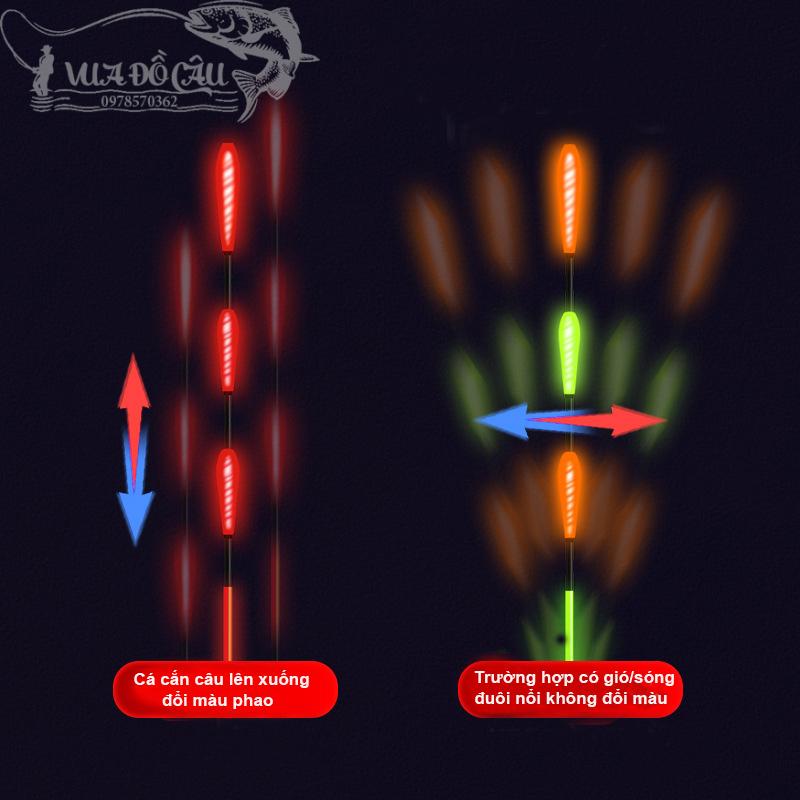 VUA ĐỒ CÂU
0978570362
Cá cắn câu lên xuống
đổi màu phao
Trường hợp có gió/sóng
đuôi nổi không đổi màu